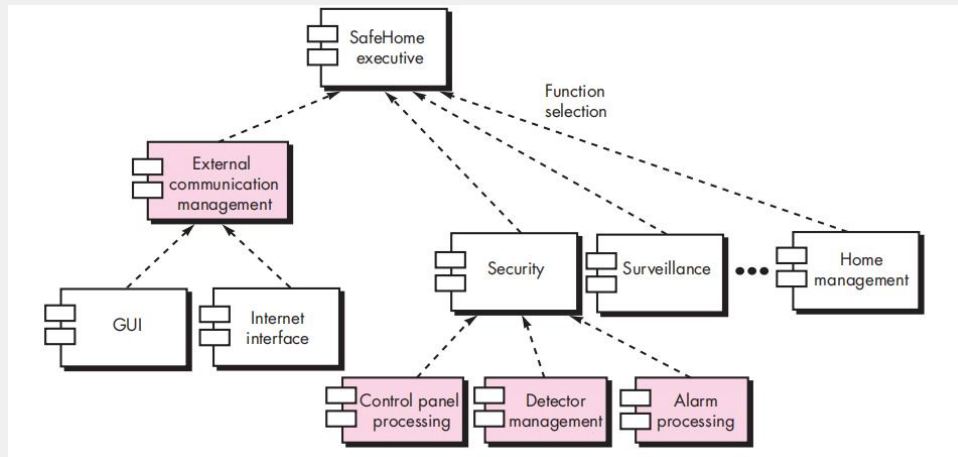 SafeHome
executive
Function
selection
External
communication
management
Security
Surveillance
Home
management
GUI
Internet
interface
Control panel
processing
Detector
management
Alarm
processing